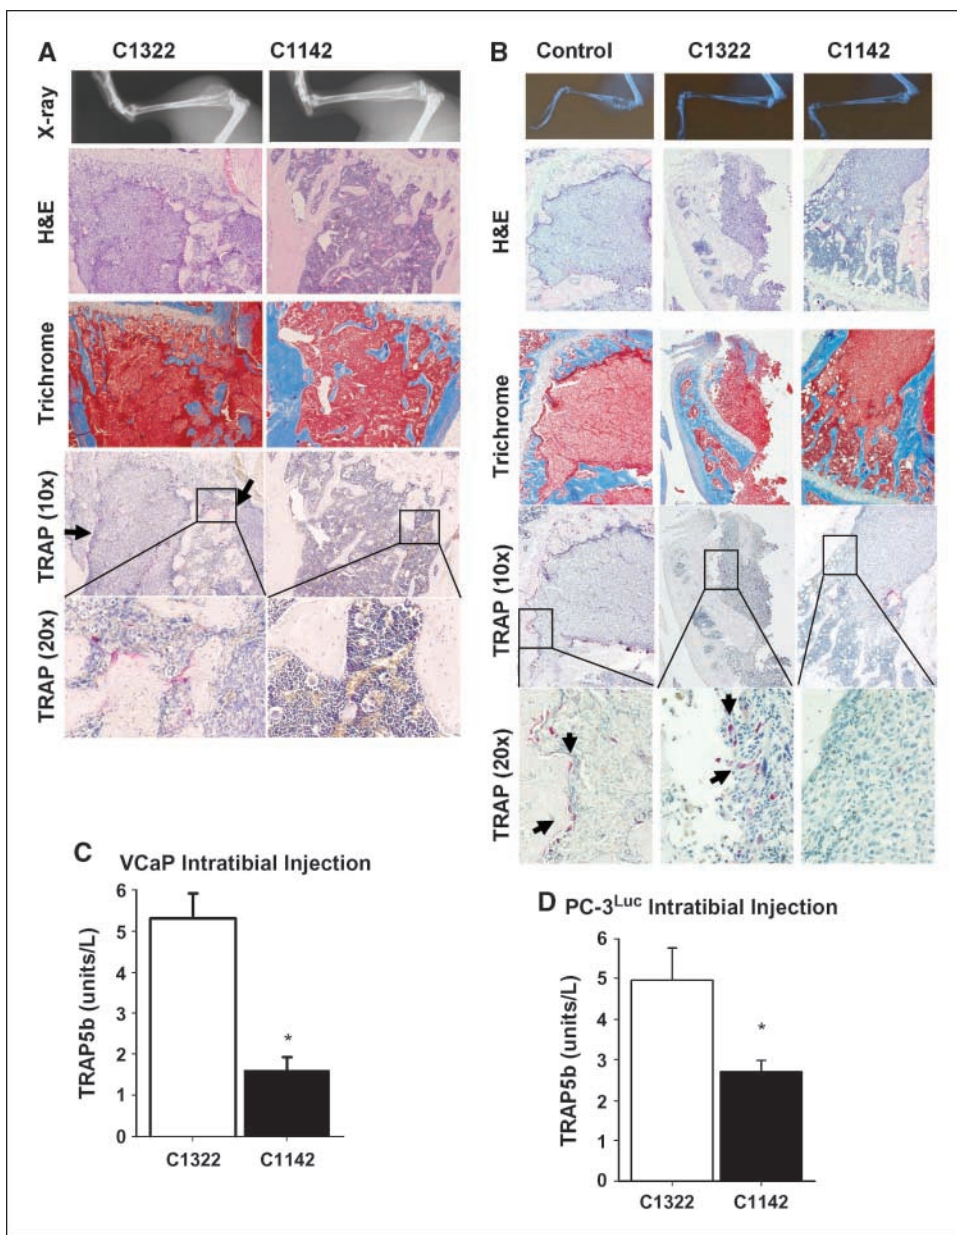 A C1322 C1142
X-ray
H&E
Trichrome
TRAP (10x)
TRAP (20x)
B Control C1322 C1142
H&E
Trichrome
TRAP (10x)
TRAP (20x)
C
VCaP Intratibial Injection
TRAP5b (units/L)
6
5
4
3
2
1
0
*
C1322 C1142
D PC-3Luc Intratibial Injection
TRAP5b (units/L)
6
5
4
3
2
1
0
*
C1322 C1142